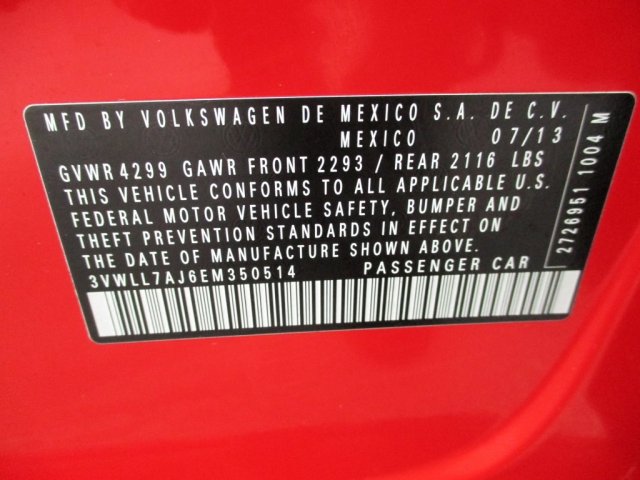 MFD BY VOLKSWAGEN DE MEXICO S.A. DE C.V.
MEXICO 07/13
GVWR 4299 GAWR FRONT 2293 / REAR 2116 LBS
THIS VEHICLE CONFORMS TO ALL APPLICABLE U.S.
FEDERAL MOTOR VEHICLE SAFETY, BUMPER AND
THEFT PREVENTION STANDARDS IN EFFECT ON
THE DATE OF MANUFACTURE SHOWN ABOVE.
3VWLL7AJ6EM350514 PASSENGER CAR
2726951 1004 M